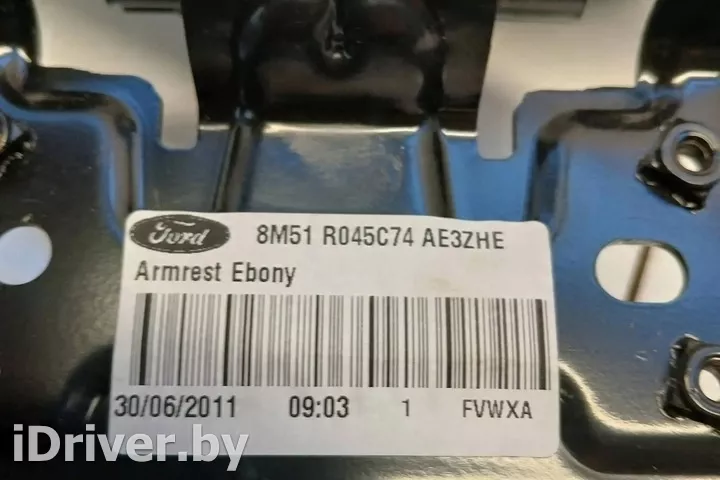 Ford 8M51 R045C74 AE3ZHE
Armrest Ebony
30/06/2011 09:03 1 FVWXA
iDriver.by